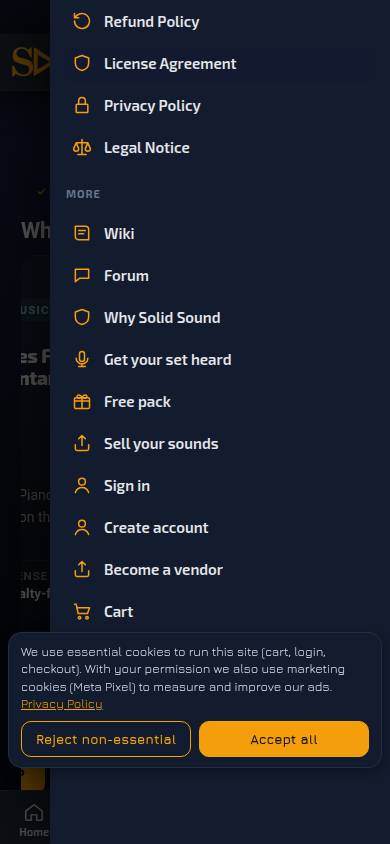 Refund Policy
License Agreement
Privacy Policy
Legal Notice
MORE
Wiki
Forum
Why Solid Sound
Get your set heard
Free pack
Sell your sounds
Sign in
Create account
Become a vendor
Cart
We use essential cookies to run this site (cart, login,
checkout). With your permission we also use marketing
cookies (Meta Pixel) to measure and improve our ads.
Privacy Policy
Reject non-essential
Accept all
Home